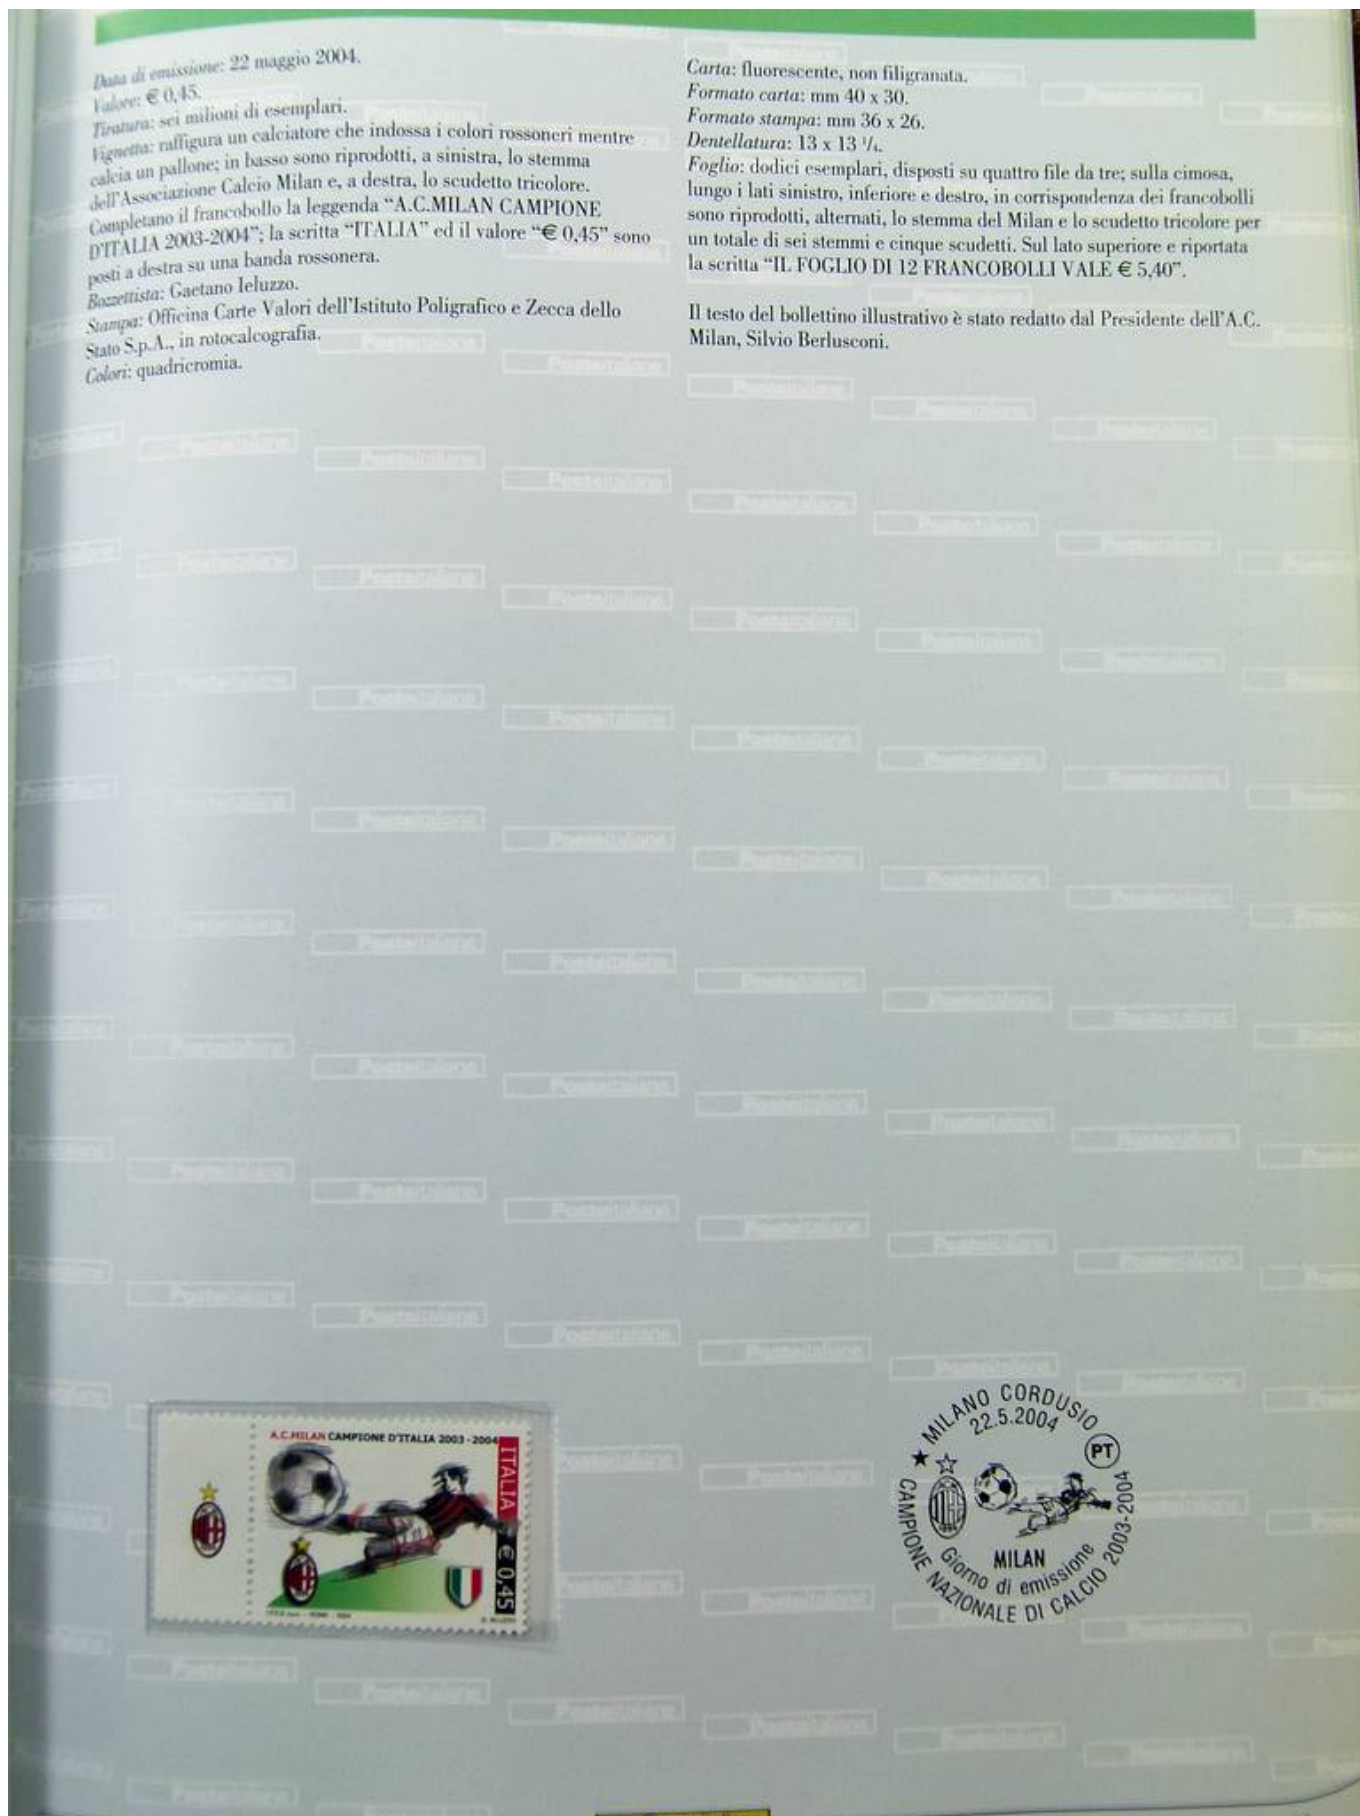 Data di emissione: 22 maggio 2004.
Valore: € 0,45.
Tiratura: sei milioni di esemplari.
Vignetta: raffigura un calciatore che indossa i colori rossoneri mentre
calcia un pallone; in basso sono riprodotti, a sinistra, lo stemma
dell'Associazione Calcio Milan e, a destra, lo scudetto tricolore.
Completano il francobollo la leggenda “A.C.MILAN CAMPIONE
D'ITALIA 2003-2004”; la scritta “ITALIA” ed il valore “€ 0,45” sono
posti a destra su una banda rossonera.
Bozzettista: Gaetano Ieluzzo.
Stampa: Officina Carte Valori dell'Istituto Poligrafico e Zecca dello
Stato S.p.A., in rotocalcografia.
Colori: quadricromia.
Carta: fluorescente, non filigranata.
Formato carta: mm 40 x 30.
Formato stampa: mm 36 x 26.
Dentellatura: 13 x 13 ¼.
Foglio: dodici esemplari, disposti su quattro file da tre; sulla cimosa,
lungo i lati sinistro, inferiore e destro, in corrispondenza dei francobolli
sono riprodotti, alternati, lo stemma del Milan e lo scudetto tricolore per
un totale di sei stemmi e cinque scudetti. Sul lato superiore e riportata
la scritta “IL FOGLIO DI 12 FRANCOBOLLI VALE € 5,40”.
Il testo del bollettino illustrativo è stato redatto dal Presidente dell'A.C.
Milan, Silvio Berlusconi.
A.C.MILAN CAMPIONE D'ITALIA 2003-2004
ITALIA
€ 0,45
MILANO CORDUSIO
22.5.2004
PT
MILAN
Giorno di emissione
CAMPIONE NAZIONALE DI CALCIO 2003-2004